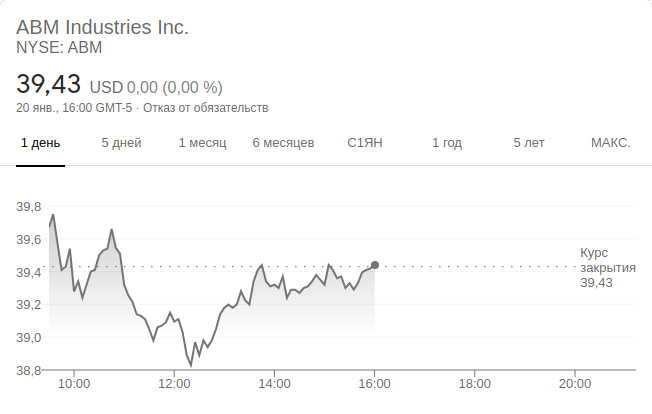 ABM Industries Inc.
NYSE: ABM
39,43 USD 0,00 (0,00 %)
20 янв., 16:00 GMT-5 · Отказ от обязательств
1 день 5 дней 1 месяц 6 месяцев С1ЯН 1 год 5 лет МАКС.
39,8
39,6
39,4
39,2
39,0
38,8
Курс
закрытия
39,43
10:00 12:00 14:00 16:00 18:00 20:00